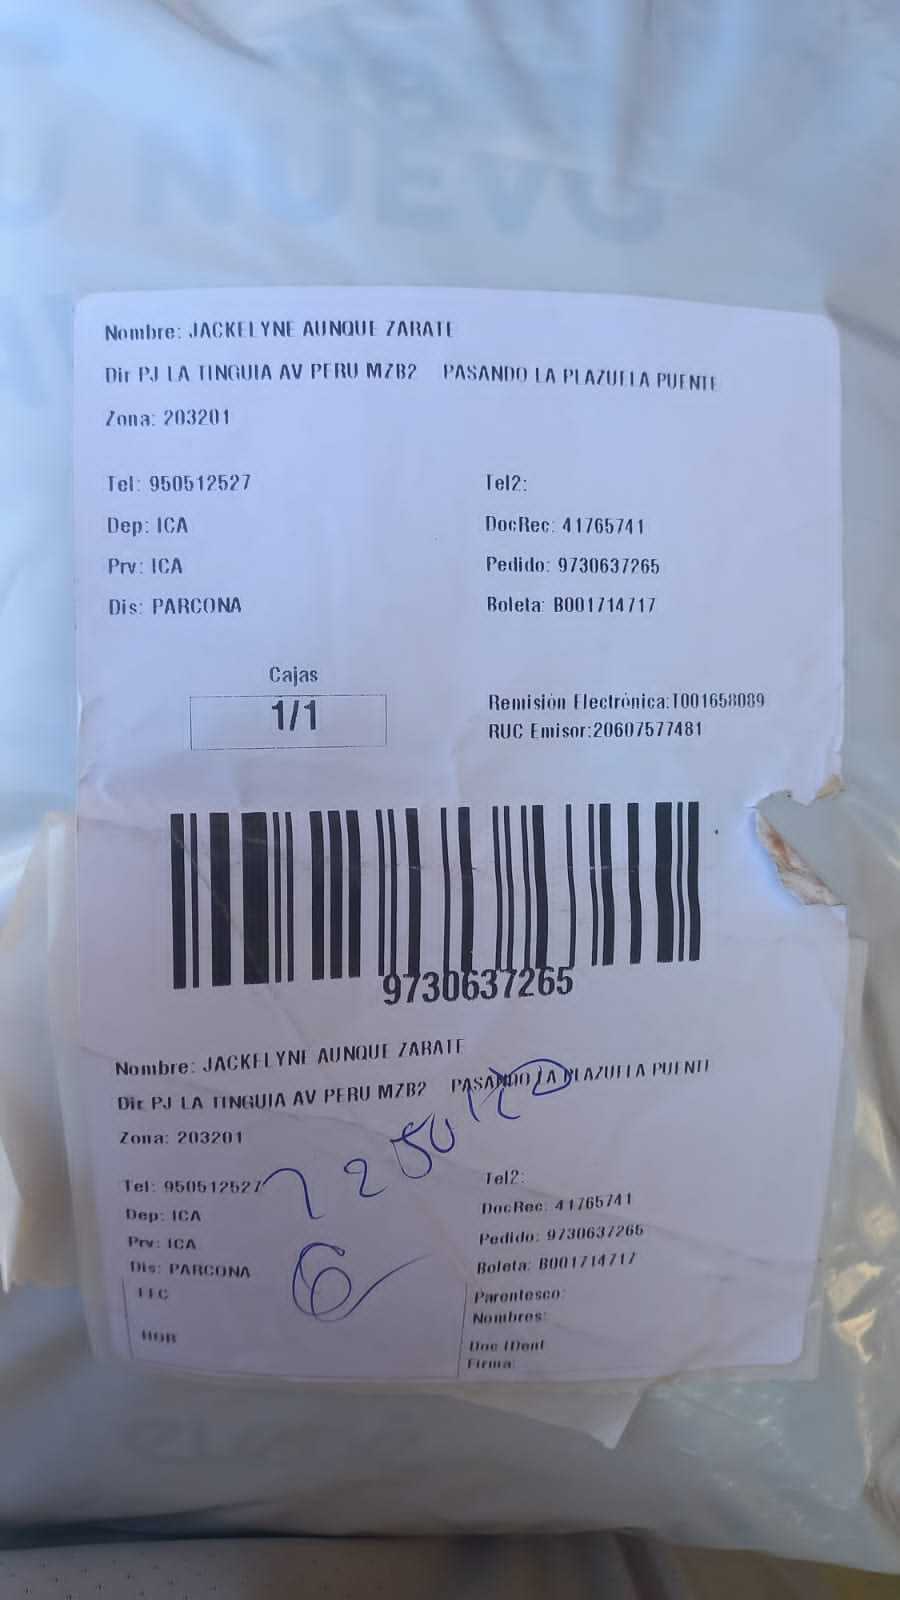 NUEVO
Nombre: JACKELYNE AUNQUE ZARATE
Dir PJ LA TINGUIA AV PERU MZB2 PASANDO LA PLAZUELA PUENTE
Zona: 203201
Tel: 950512527 Tel2:
Dep: ICA DocRec: 41765741
Prv: ICA Pedido: 9730637265
Dis: PARCONA Boleta: B001714717
Cajas
1/1
Remisión Electrónica:T001658089
RUC Emisor:20607577481
9730637265
Nombre: JACKELYNE AUNQUE ZARATE
Dir PJ LA TINGUIA AV PERU MZB2 PASANDO LA PLAZUELA PUENTE
Zona: 203201
Tel: 950512527 Tel2:
Dep: ICA DocRec: 41765741
Prv: ICA Pedido: 9730637265
Dis: PARCONA Boleta: B001714717
Parentesco:
Nombres:
HOR Doc IDent
Firma: